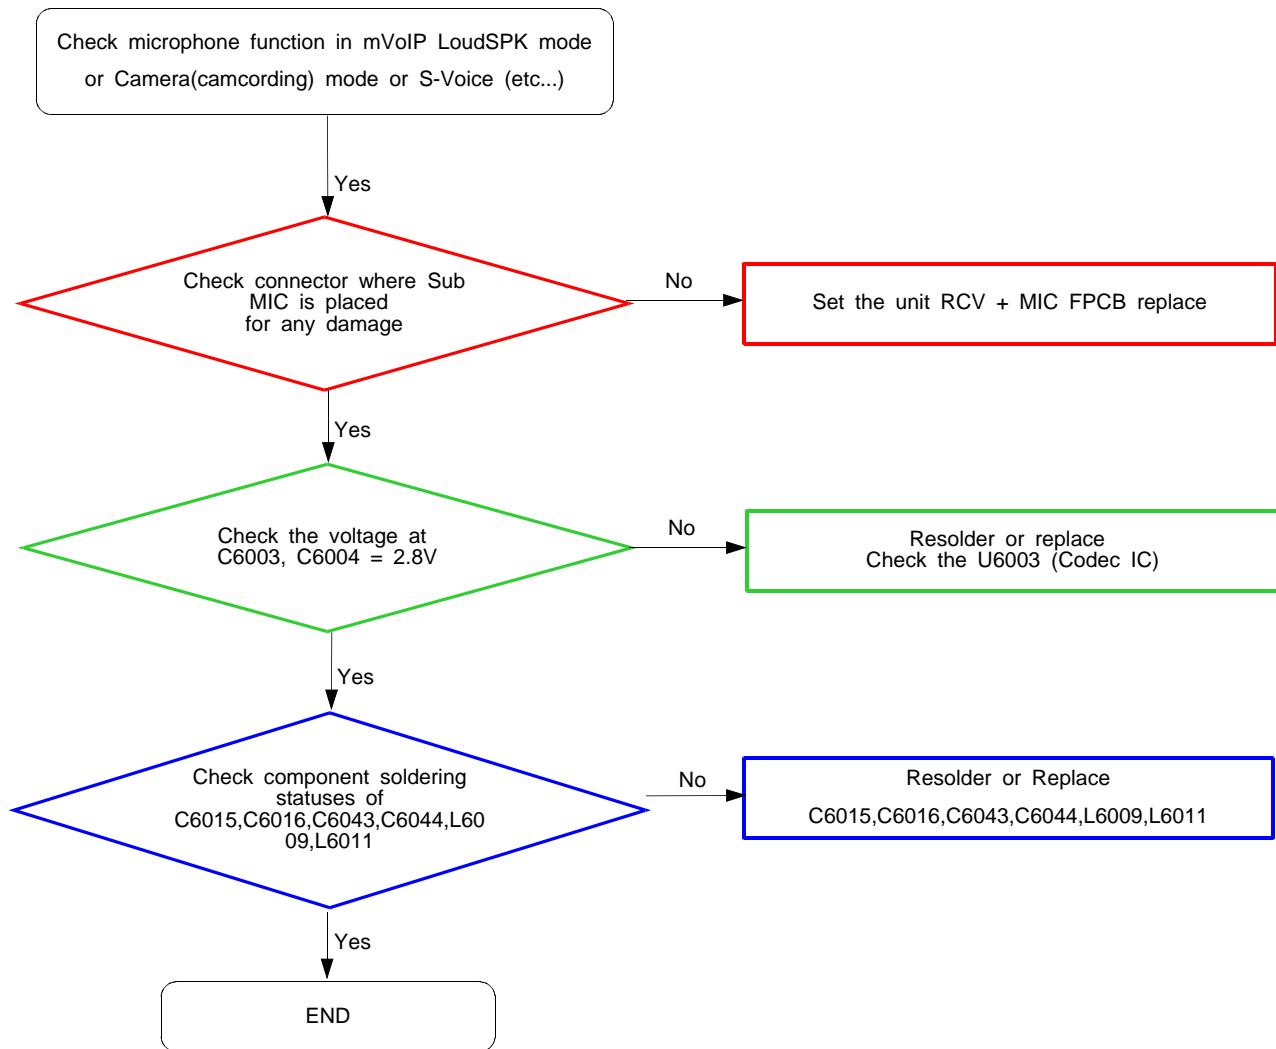 Check microphone function in mVoIP LoudSPK mode
or Camera(camcording) mode or S-Voice (etc...)
Yes
Check connector where Sub
MIC is placed
for any damage
No
Set the unit RCV + MIC FPCB replace
Yes
Check the voltage at
C6003, C6004 = 2.8V
No
Resolder or replace
Check the U6003 (Codec IC)
Yes
Check component soldering
statuses of
C6015,C6016,C6043,C6044,L60
09,L6011
No
Resolder or Replace
C6015,C6016,C6043,C6044,L6009,L6011
Yes
END